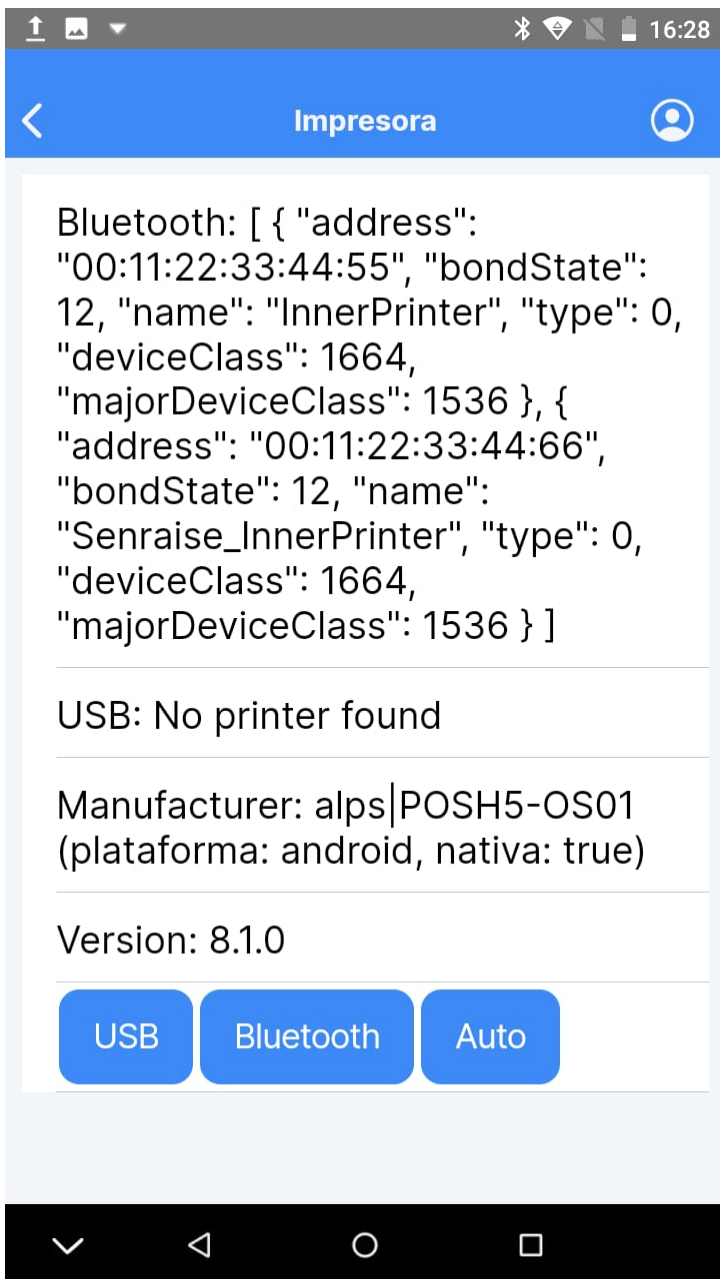 16:28
Impresora
Bluetooth: [ { "address":
"00:11:22:33:44:55", "bondState":
12, "name": "InnerPrinter", "type": 0,
"deviceClass": 1664,
"majorDeviceClass": 1536 }, {
"address": "00:11:22:33:44:66",
"bondState": 12, "name":
"Senraise_InnerPrinter", "type": 0,
"deviceClass": 1664,
"majorDeviceClass": 1536 } ]
USB: No printer found
Manufacturer: alps|POSH5-OS01
(plataforma: android, nativa: true)
Version: 8.1.0
USB Bluetooth Auto